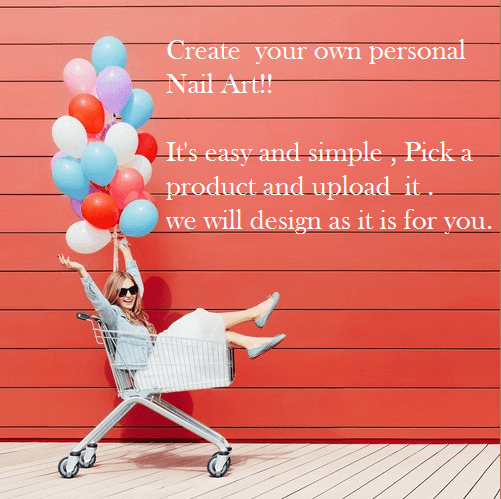 Create  your own personal
Nail Art!!
It's easy and simple , Pick a
product and upload  it .
we will design as it is for you.